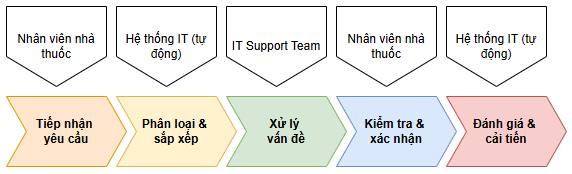 Nhân viên nhà
thuốc
Hệ thống IT (tự
động)
IT Support Team
Nhân viên nhà
thuốc
Hệ thống IT (tự
động)
Tiếp nhận
yêu cầu
Phân loại &
sắp xếp
Xử lý
vấn đề
Kiểm tra &
xác nhận
Đánh giá &
cải tiến